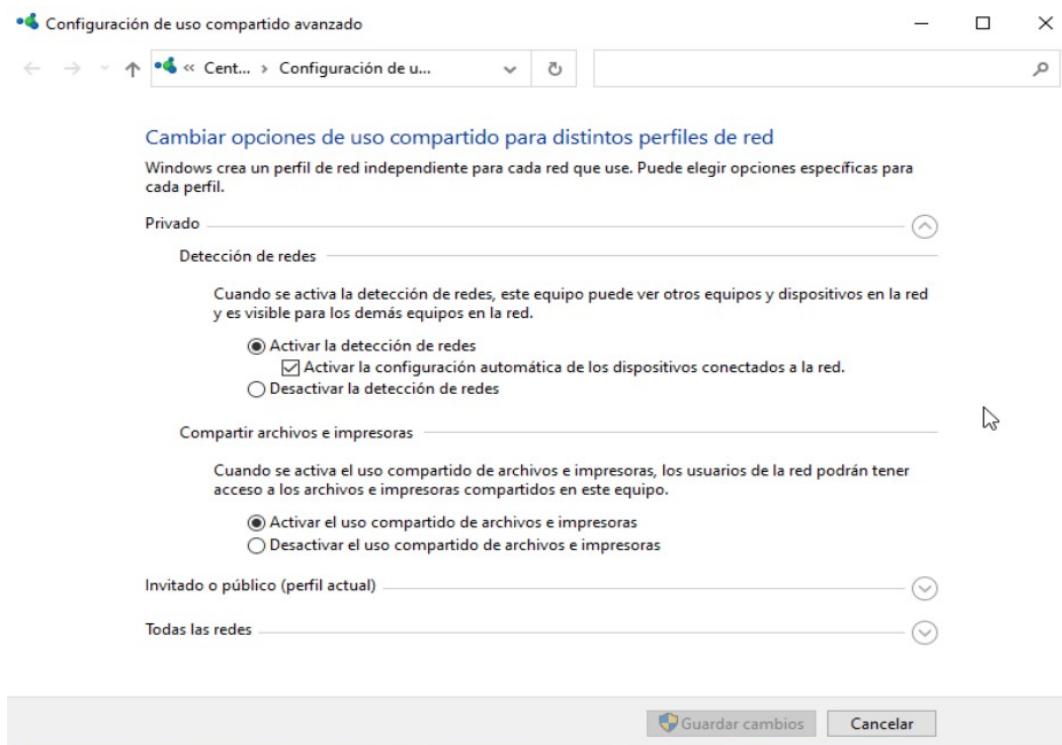 Configuración de uso compartido avanzado
« Cent... › Configuración de u...
Cambiar opciones de uso compartido para distintos perfiles de red
Windows crea un perfil de red independiente para cada red que use. Puede elegir opciones específicas para
cada perfil.
Privado
Detección de redes
Cuando se activa la detección de redes, este equipo puede ver otros equipos y dispositivos en la red
y es visible para los demás equipos en la red.
Activar la detección de redes
Activar la configuración automática de los dispositivos conectados a la red.
Desactivar la detección de redes
Compartir archivos e impresoras
Cuando se activa el uso compartido de archivos e impresoras, los usuarios de la red podrán tener
acceso a los archivos e impresoras compartidos en este equipo.
Activar el uso compartido de archivos e impresoras
Desactivar el uso compartido de archivos e impresoras
Invitado o público (perfil actual)
Todas las redes
Guardar cambios Cancelar